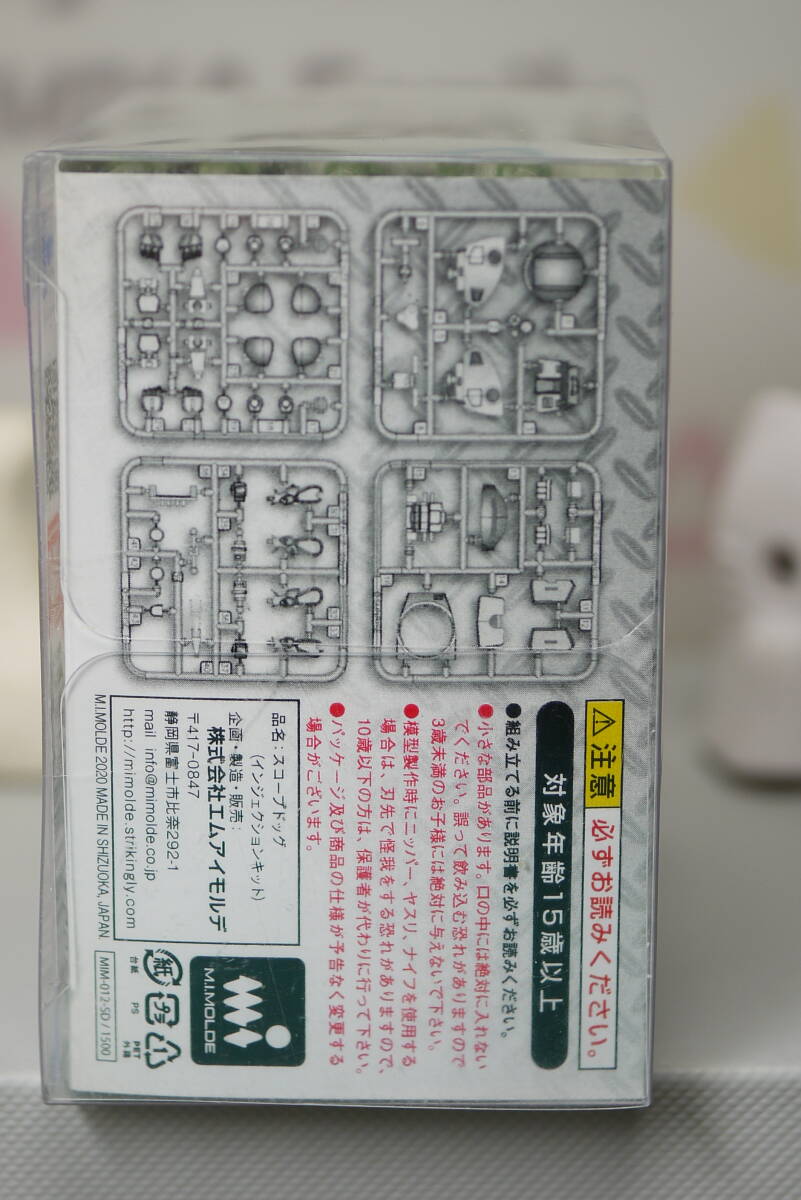 注意 必ずお読みください。
対象年齢15歳以上
●組み立てる前に説明書を必ずお読みください。
●小さな部品があります。口の中には絶対に入れない
でください。誤って飲み込む恐れがありますので
3歳未満のお子様には絶対に与えないで下さい。
●模型製作時にニッパー、ヤスリ、ナイフを使用する
場合は、刃先で怪我をする恐れがありますので、
10歳以下の方は、保護者が代わりに行って下さい。
●パッケージ及び商品の仕様が予告なく変更する
場合がございます。
品名：スコープドッグ
（インジェクションキット）
企画・製造・販売：
株式会社エムアイモルデ
〒417-0847
静岡県富士市比奈292-1
mail info@mimolde.co.jp
http://mimolde.strikingly.com
M.I.MOLDE 2020 MADE IN SHIZUOKA, JAPAN.
M.I.MOLDE
紙 プラ 1
台紙 PS PET
外箱
MIM-012-SD / 1500